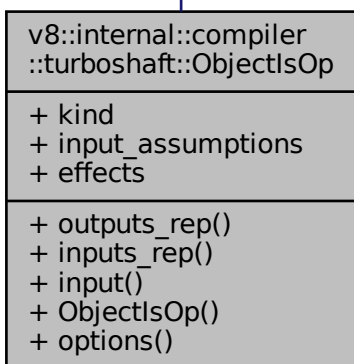 v8::internal::compiler
::turboshaft::ObjectIsOp
+ kind
+ input_assumptions
+ effects
+ outputs_rep()
+ inputs_rep()
+ input()
+ ObjectIsOp()
+ options()